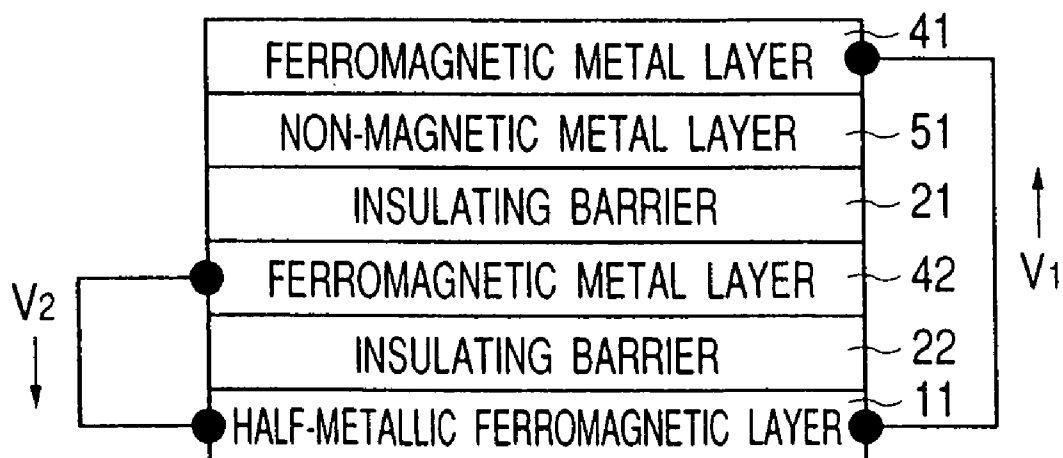 41
FERROMAGNETIC METAL LAYER
NON-MAGNETIC METAL LAYER 51
INSULATING BARRIER 21
FERROMAGNETIC METAL LAYER 42
V2
V1
INSULATING BARRIER 22
11
HALF-METALLIC FERROMAGNETIC LAYER